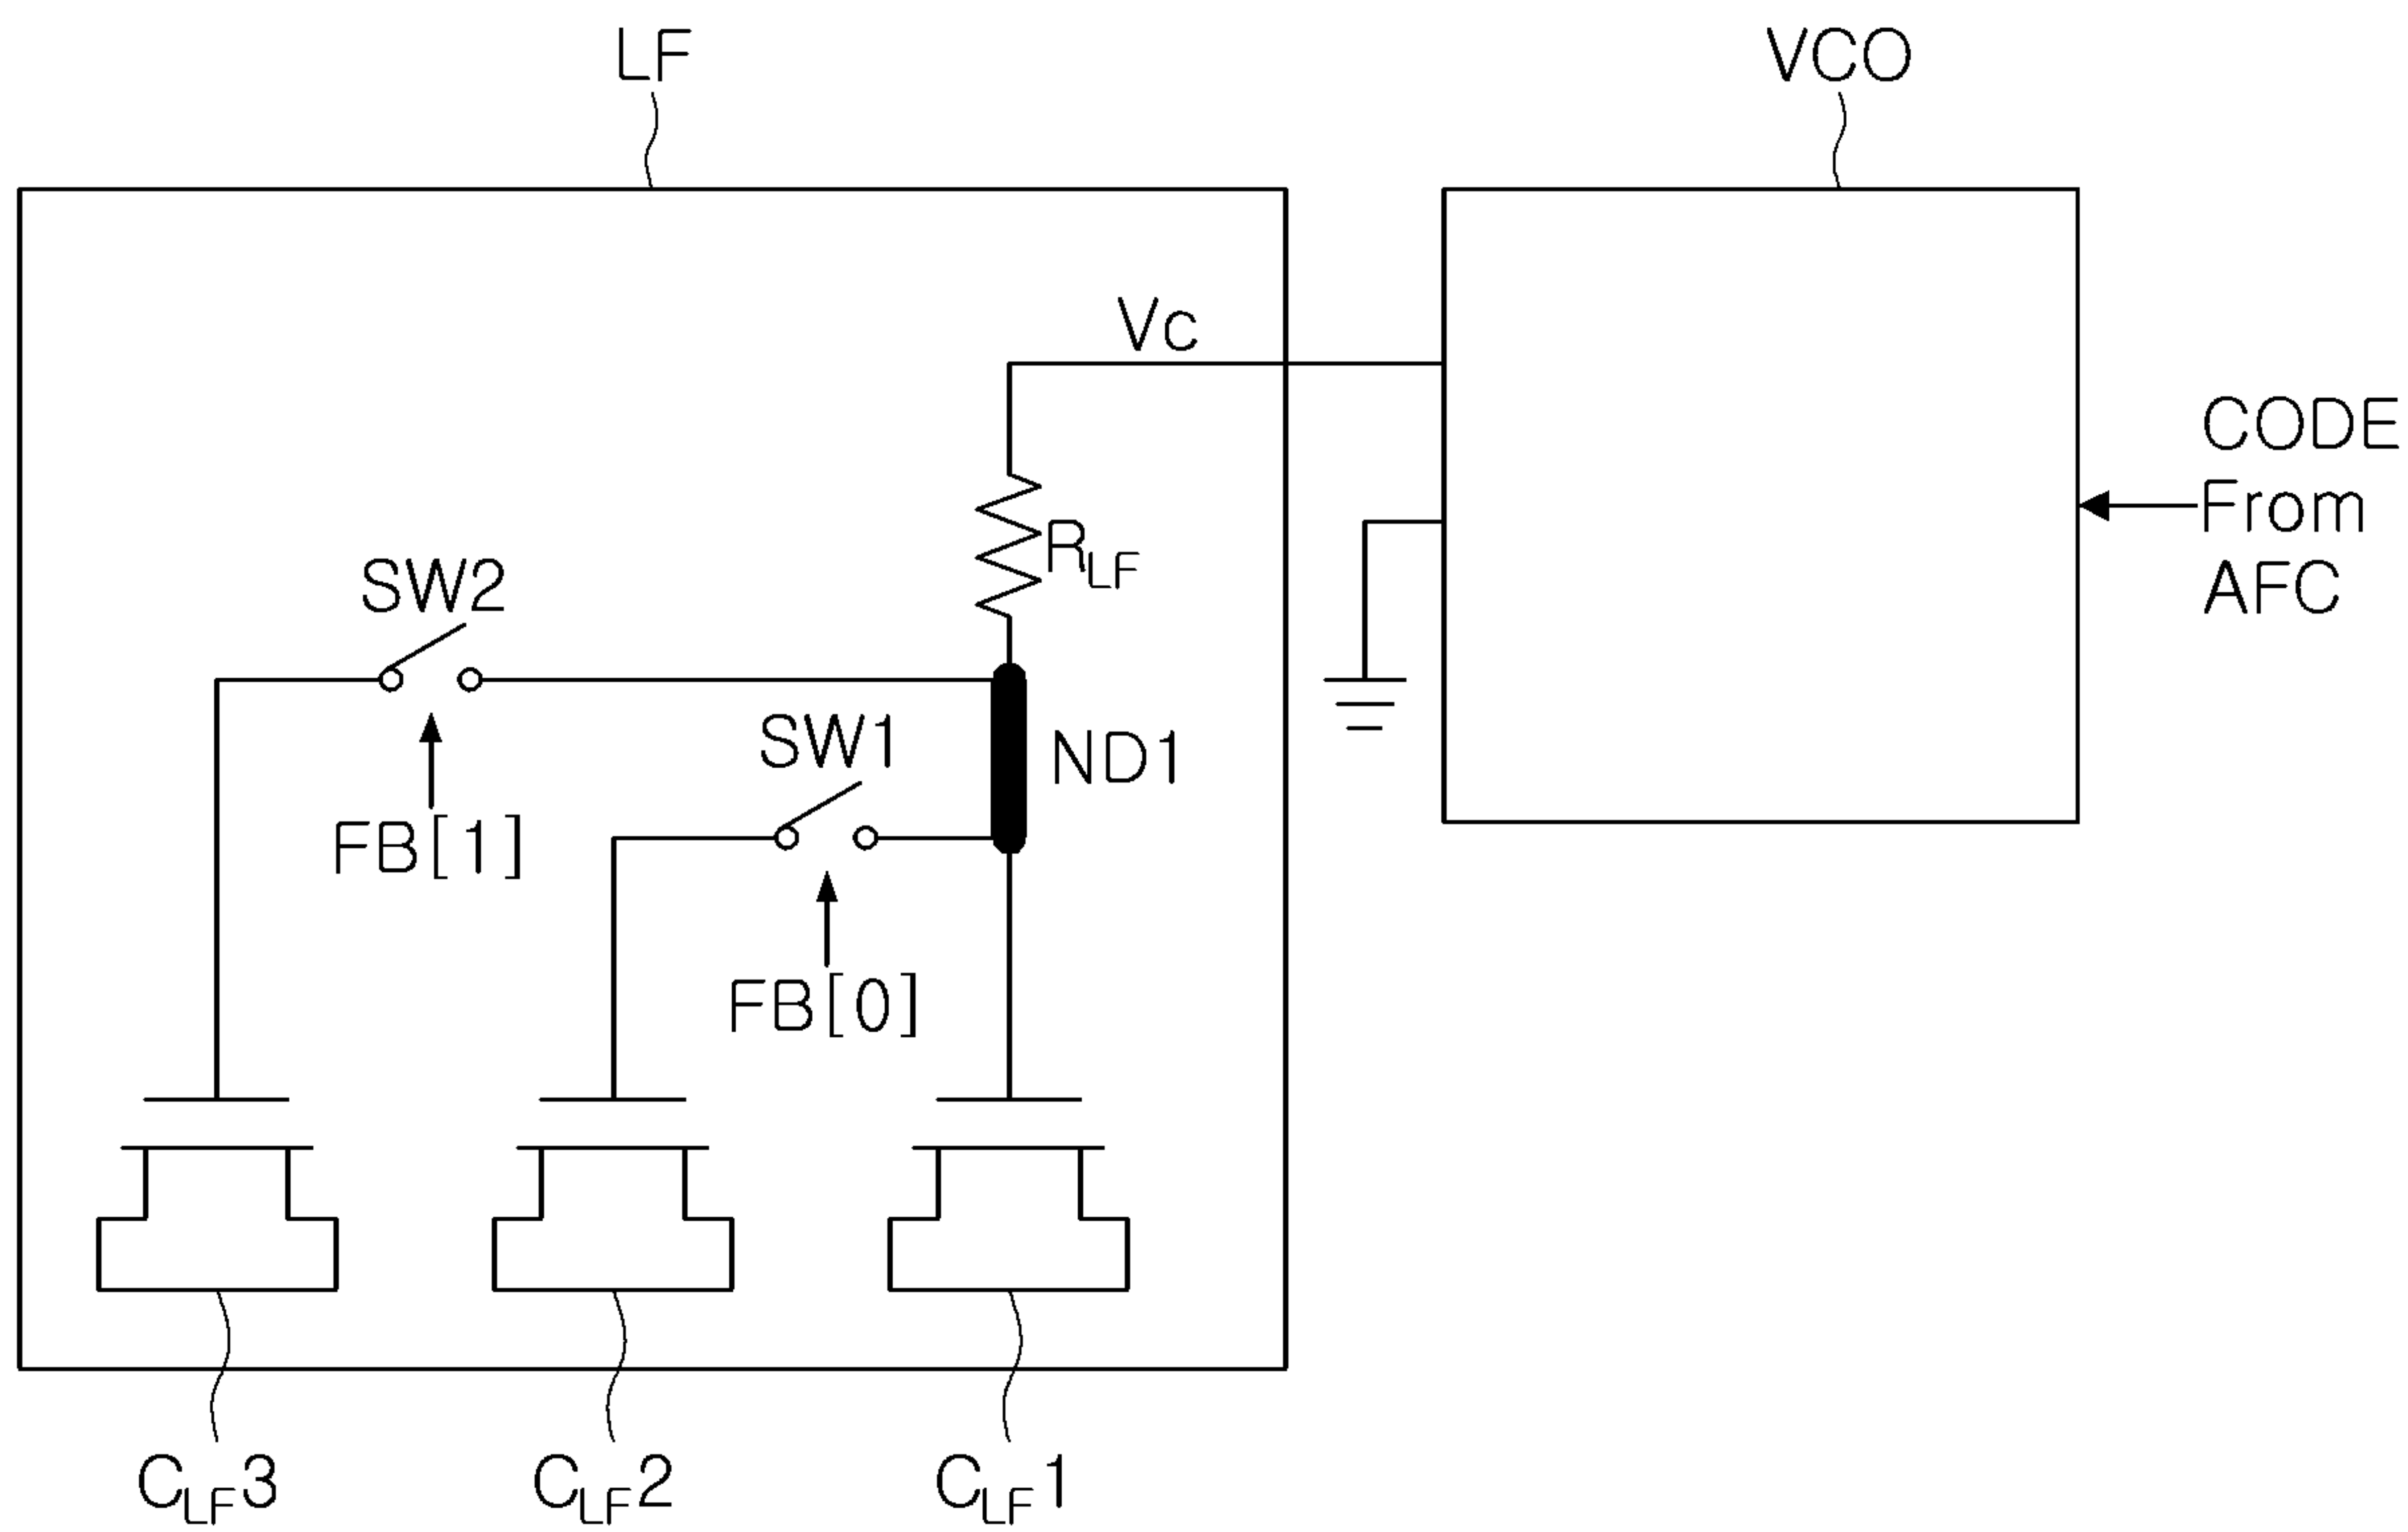 LF
VCO
Vc
CODE
From
AFC
RLF
SW2
SW1
ND1
FB[1]
FB[0]
CLF3
CLF2
CLF1